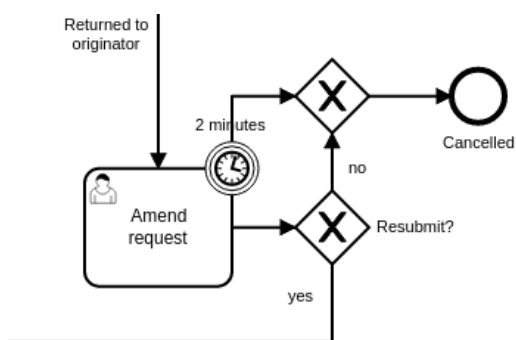 Returned to
originator
2 minutes
Cancelled
no
Amend
request
Resubmit?
yes